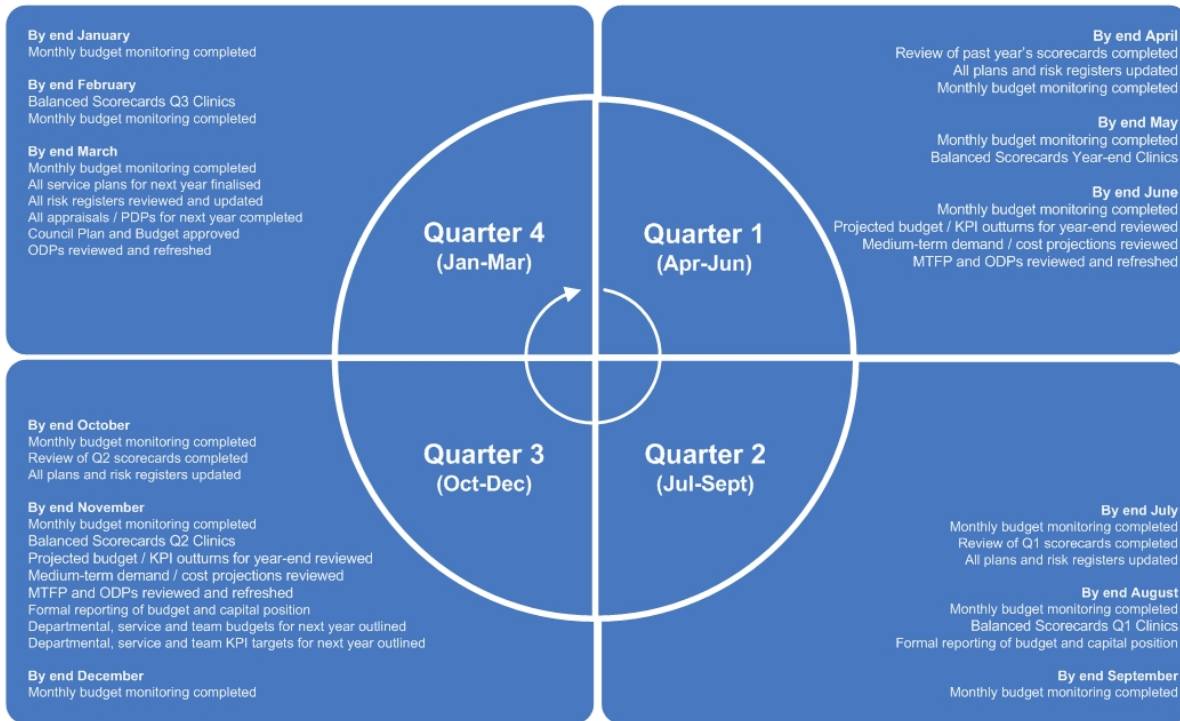 By end January
Monthly budget monitoring completed
By end February
Balanced Scorecards Q3 Clinics
Monthly budget monitoring completed
By end March
Monthly budget monitoring completed
All service plans for next year finalised
All risk registers reviewed and updated
All appraisals / PDPs for next year completed
Council Plan and Budget approved
ODPs reviewed and refreshed
Quarter 4
(Jan-Mar)
By end April
Review of past year's scorecards completed
All plans and risk registers updated
Monthly budget monitoring completed
By end May
Monthly budget monitoring completed
Balanced Scorecards Year-end Clinics
By end June
Monthly budget monitoring completed
Projected budget / KPI outturns for year-end reviewed
Medium-term demand / cost projections reviewed
MTFP and ODPs reviewed and refreshed
Quarter 1
(Apr-Jun)
By end October
Monthly budget monitoring completed
Review of Q2 scorecards completed
All plans and risk registers updated
By end November
Monthly budget monitoring completed
Balanced Scorecards Q2 Clinics
Projected budget / KPI outturns for year-end reviewed
Medium-term demand / cost projections reviewed
MTFP and ODPs reviewed and refreshed
Formal reporting of budget and capital position
Departmental, service and team budgets for next year outlined
Departmental, service and team KPI targets for next year outlined
By end December
Monthly budget monitoring completed
Quarter 3
(Oct-Dec)
Quarter 2
(Jul-Sept)
By end July
Monthly budget monitoring completed
Review of Q1 scorecards completed
All plans and risk registers updated
By end August
Monthly budget monitoring completed
Balanced Scorecards Q1 Clinics
Formal reporting of budget and capital position
By end September
Monthly budget monitoring completed